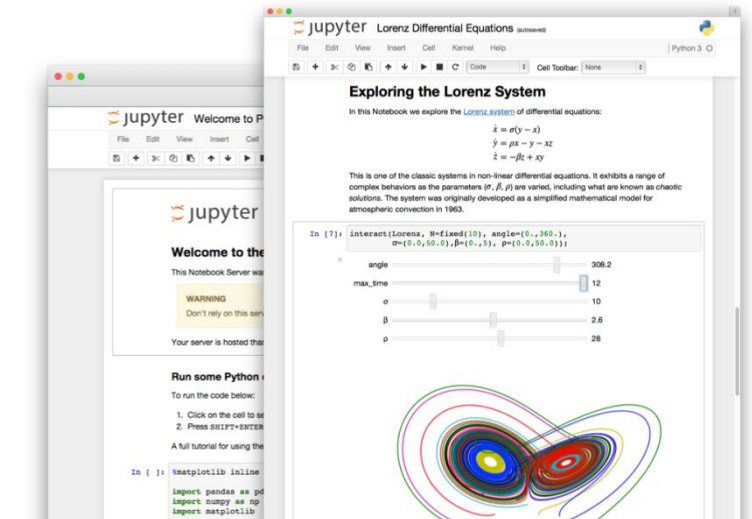 jupyter Lorenz Differential Equations (autosaved)
File Edit View Insert Cell Kernel Help Python 3
Code Cell Toolbar: None
Exploring the Lorenz System
In this Notebook we explore the Lorenz system of differential equations:
ẋ = σ(y − x)
ẏ = ρx − y − xz
ż = −βz + xy
This is one of the classic systems in non-linear differential equations. It exhibits a range of
complex behaviors as the parameters (σ, β, ρ) are varied, including what are known as chaotic
solutions. The system was originally developed as a simplified mathematical model for
atmospheric convection in 1963.
In [7]: interact(Lorenz, N=fixed(10), angle=(0.,360.),
σ=(0.0,50.0),β=(0.,5), ρ=(0.0,50.0));
angle 308.2
max_time 12
σ 10
β 2.6
ρ 28
jupyter Welcome to P
File Edit View Insert Cell
jupyter
Welcome to the
This Notebook Server was
WARNING
Don't rely on this serv
Your server is hosted than
Run some Python
To run the code below:
1. Click on the cell to se
2. Press SHIFT+ENTER
A full tutorial for using the
In [ ]: %matplotlib inline
import pandas as pd
import numpy as np
import matplotlib